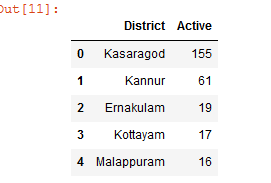 Out[11]:
District Active
0 Kasaragod 155
1 Kannur 61
2 Ernakulam 19
3 Kottayam 17
4 Malappuram 16